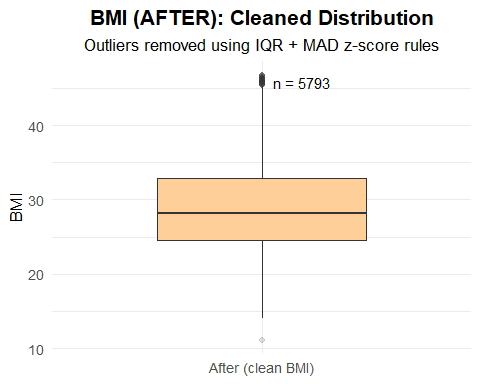 BMI (AFTER): Cleaned Distribution
Outliers removed using IQR + MAD z-score rules
n = 5793
40
30
20
10
BMI
After (clean BMI)